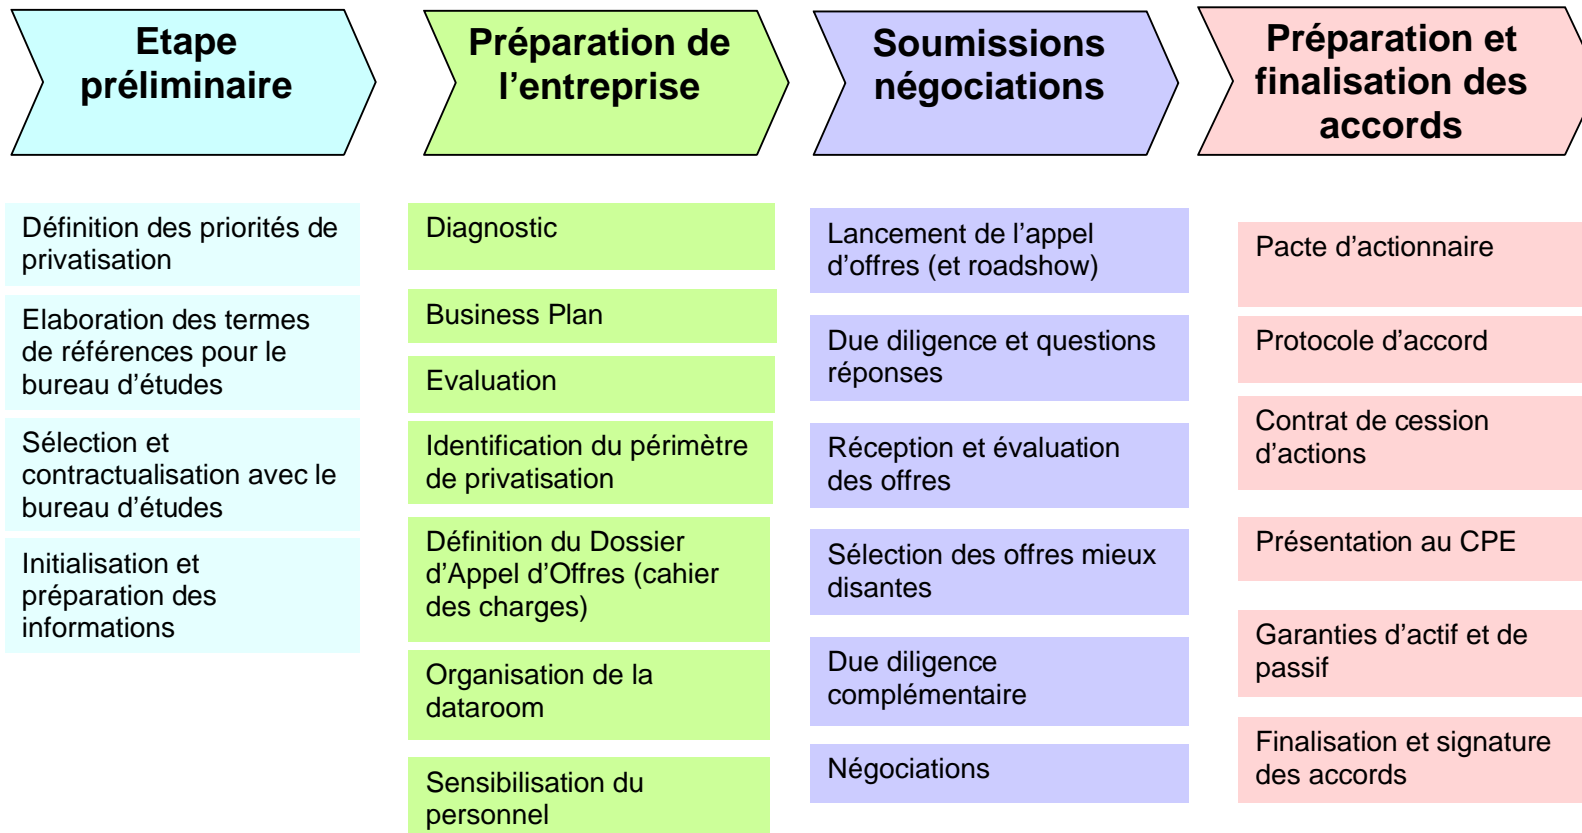 Etape
préliminaire
Préparation de
l’entreprise
Soumissions
négociations
Préparation et
finalisation des
accords
Définition des priorités de
privatisation
Elaboration des termes
de références pour le
bureau d’études
Sélection et
contractualisation avec le
bureau d’études
Initialisation et
préparation des
informations
Diagnostic
Business Plan
Evaluation
Identification du périmètre
de privatisation
Définition du Dossier
d’Appel d’Offres (cahier
des charges)
Organisation de la
dataroom
Sensibilisation du
personnel
Lancement de l’appel
d’offres (et roadshow)
Due diligence et questions
réponses
Réception et évaluation
des offres
Sélection des offres mieux
disantes
Due diligence
complémentaire
Négociations
Pacte d’actionnaire
Protocole d’accord
Contrat de cession
d’actions
Présentation au CPE
Garanties d’actif et de
passif
Finalisation et signature
des accords